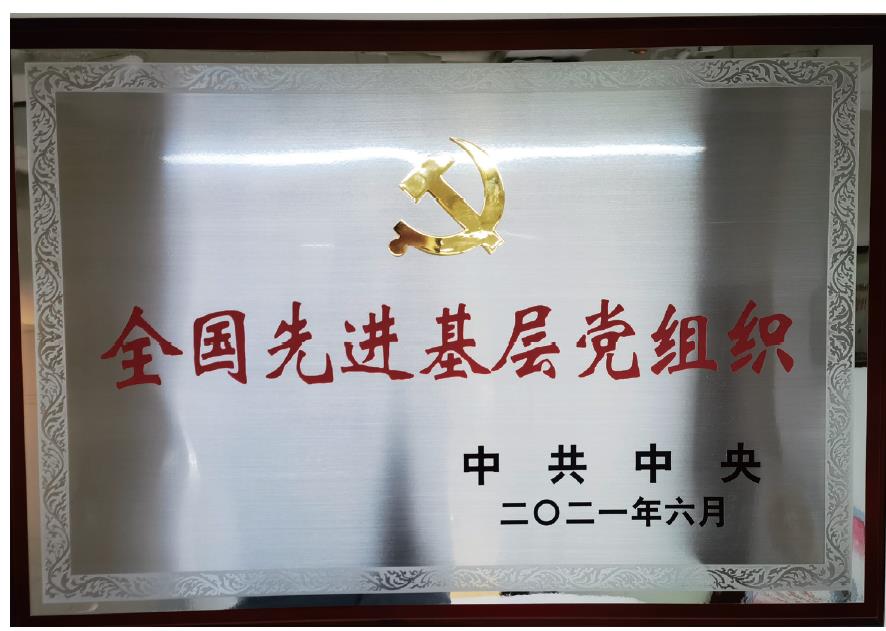 全国先进基层党组织
中共中央
二〇二一年六月